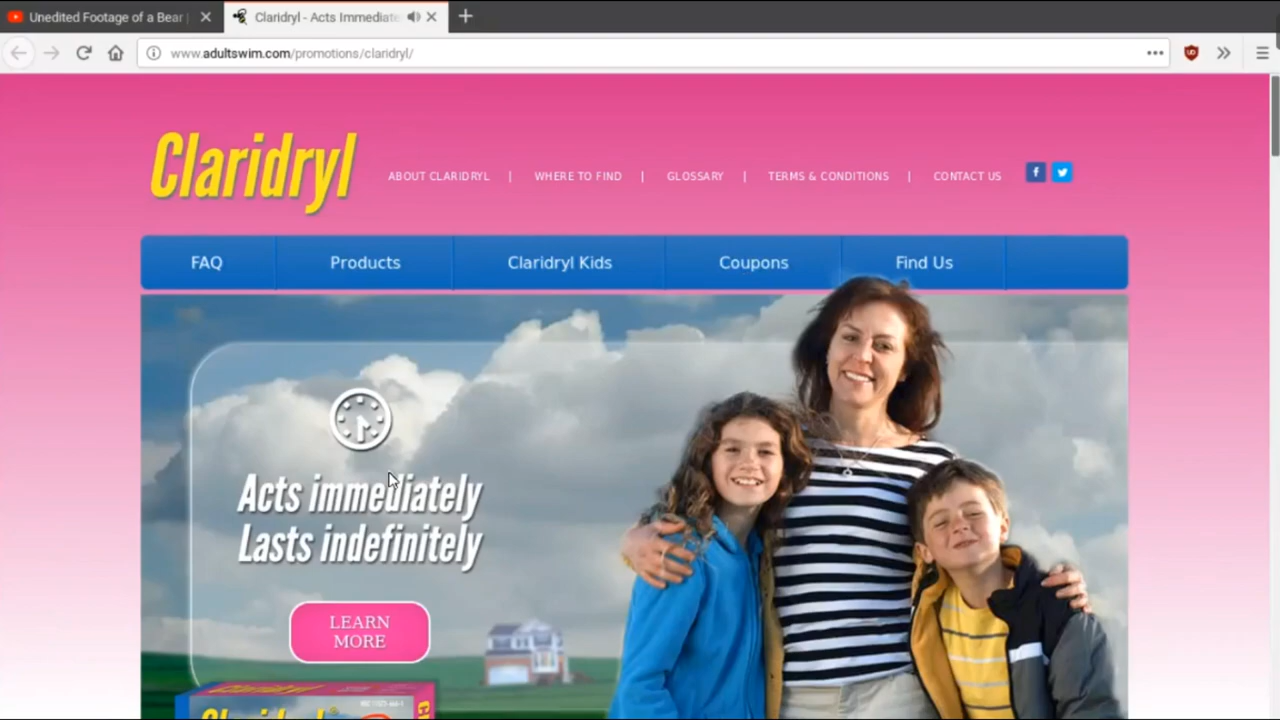 Unedited Footage of a Bear
Claridryl - Acts Immediate
www.adultswim.com/promotions/claridryl/
Claridryl
ABOUT CLARIDRYL | WHERE TO FIND | GLOSSARY | TERMS & CONDITIONS | CONTACT US
FAQ Products Claridryl Kids Coupons Find Us
Acts immediately
Lasts indefinitely
LEARN
MORE
Claridryl